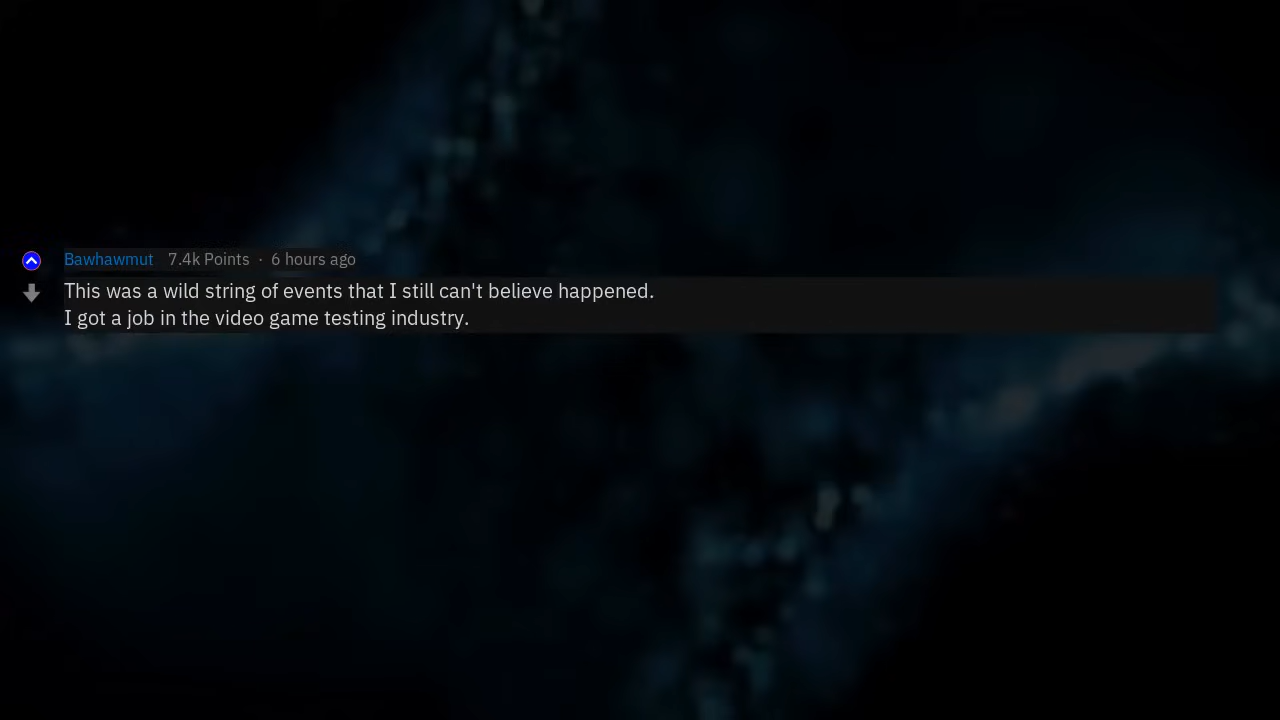 Bawhawmut 7.4k Points · 6 hours ago
This was a wild string of events that I still can't believe happened.
I got a job in the video game testing industry.